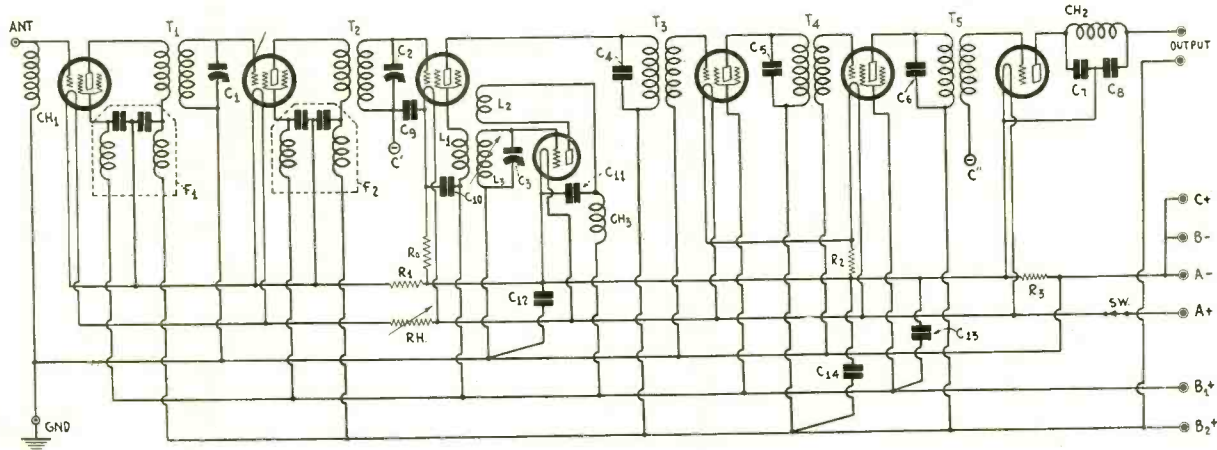 ANT
T1
T2
T3
T4
T5
CH2
OUTPUT
C1
C2
C4
C5
C6
C7
C8
CH1
C9
L2
C'
L1
L3
C3
C10
C11
C"
F1
F2
CH3
Ro
R1
R2
R3
C+
B-
A-
A+
SW.
C12
RH.
C13
C14
B1+
B2+
GND